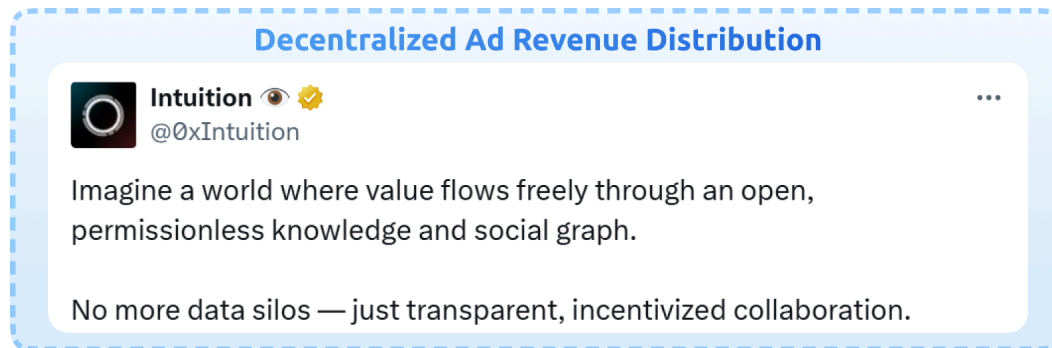 Decentralized Ad Revenue Distribution
Intuition 👁️
@0xIntuition
Imagine a world where value flows freely through an open,
permissionless knowledge and social graph.
No more data silos — just transparent, incentivized collaboration.